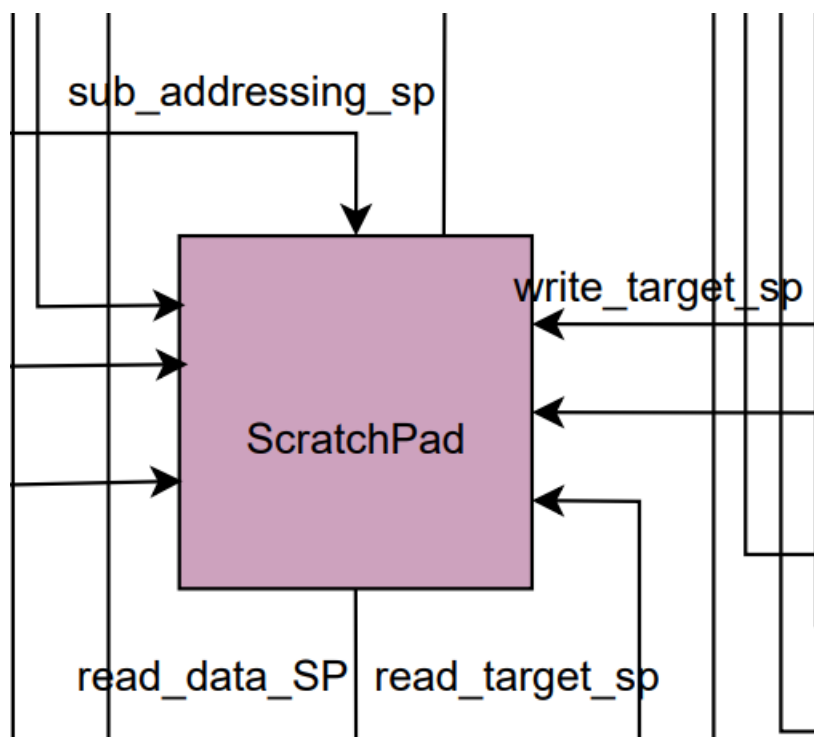 sub_addressing_sp
write_target_sp
ScratchPad
read_data_SP
read_target_sp